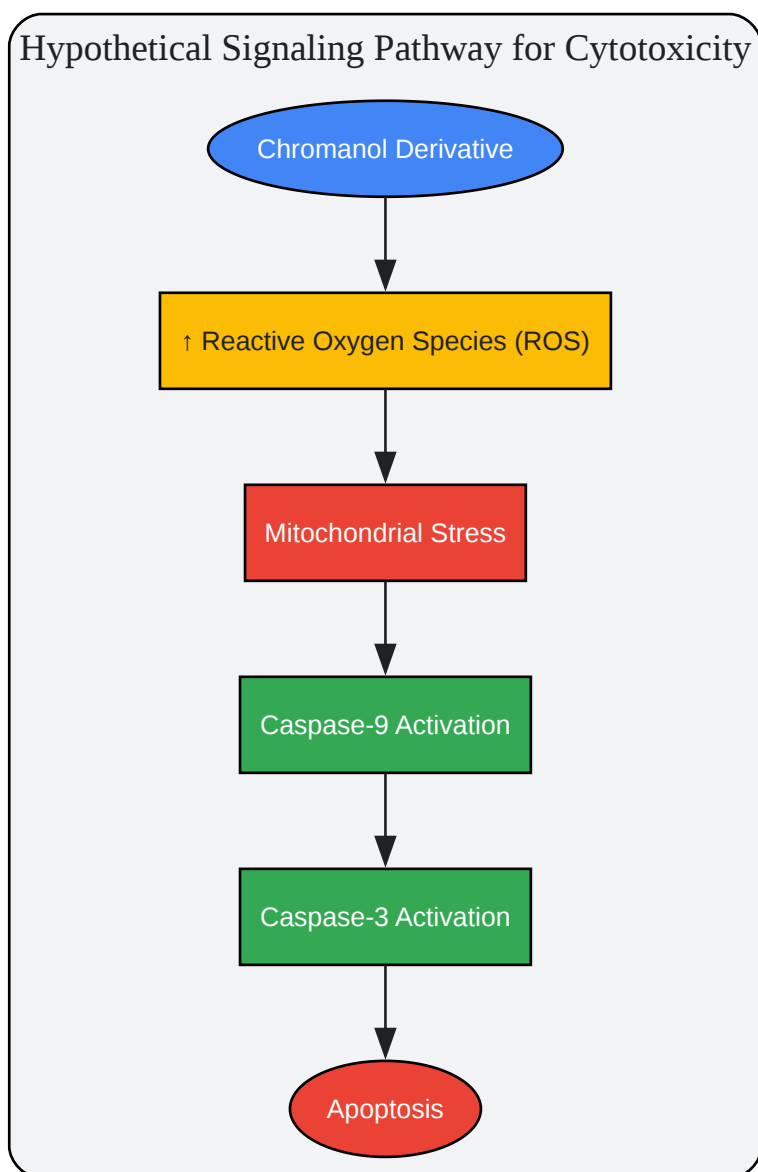 Hypothetical Signaling Pathway for Cytotoxicity
Chromanol Derivative
↑ Reactive Oxygen Species (ROS)
Mitochondrial Stress
Caspase-9 Activation
Caspase-3 Activation
Apoptosis